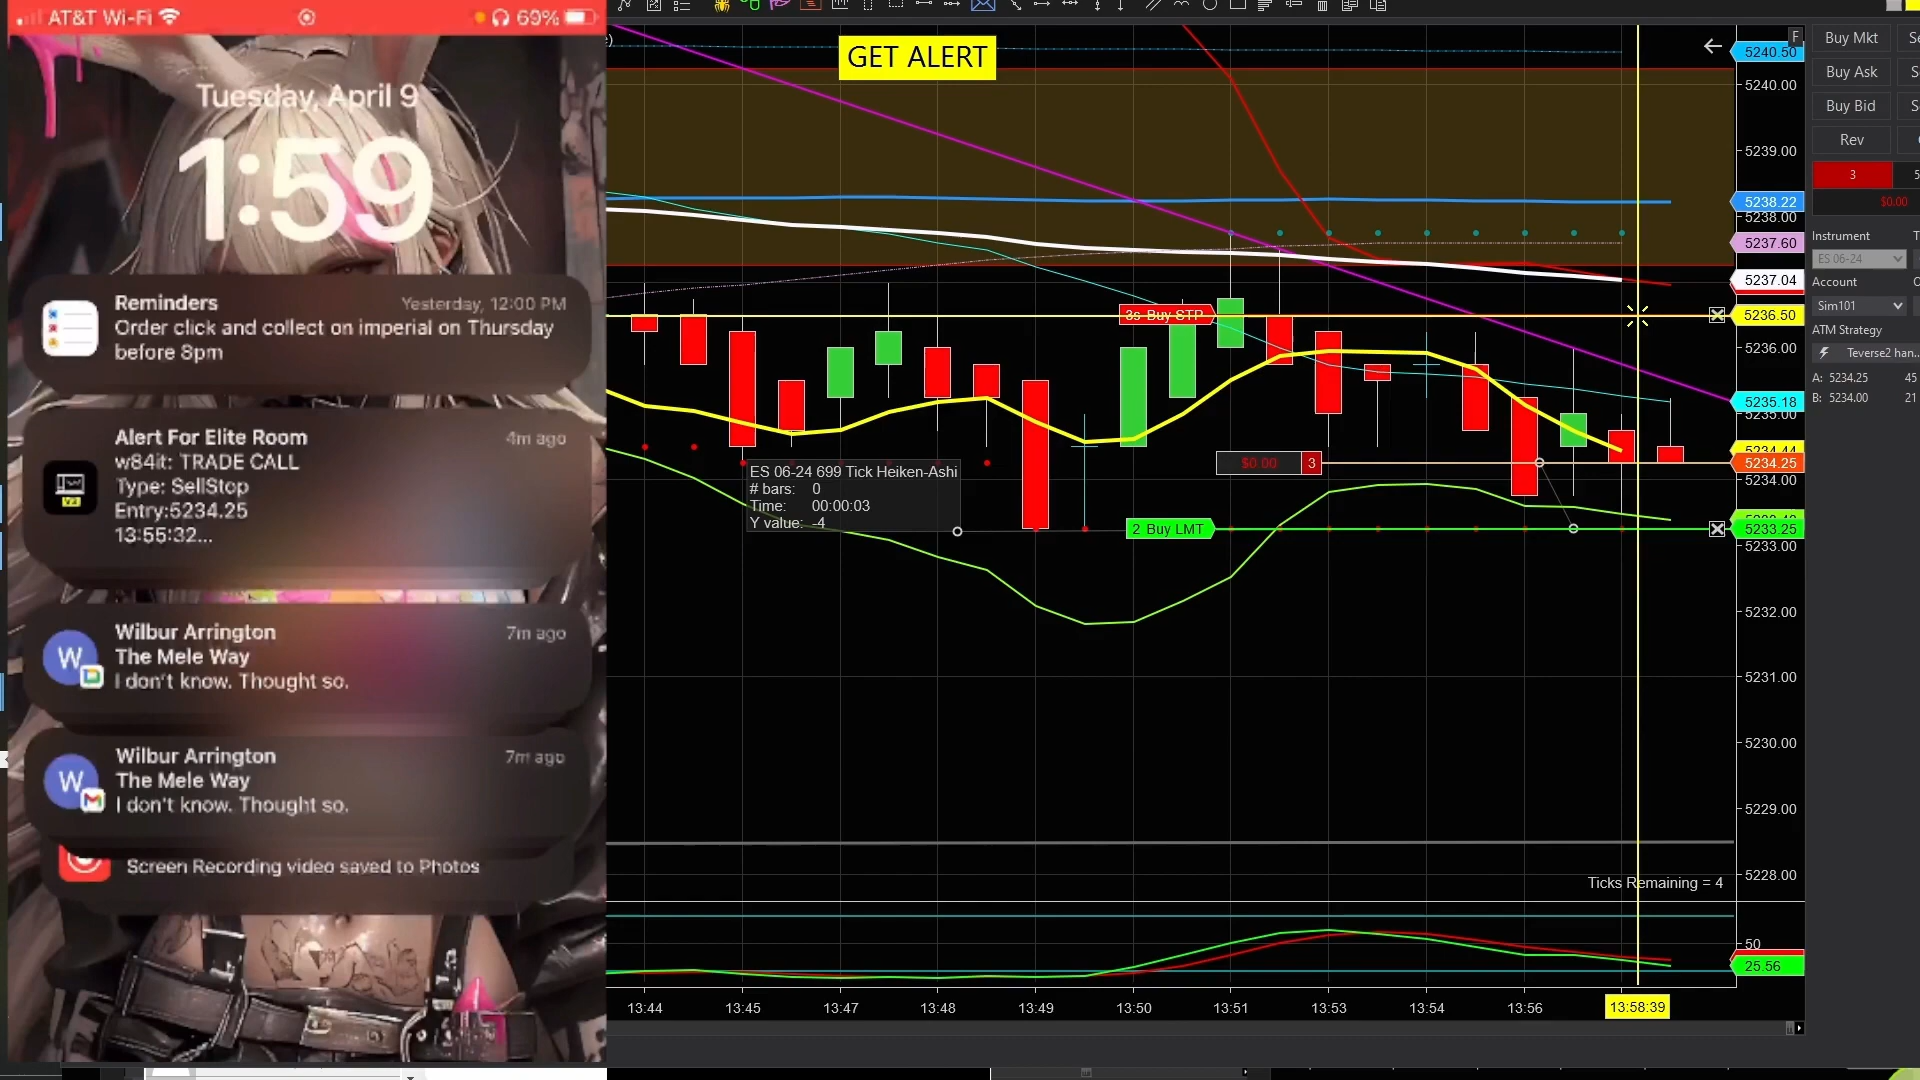 AT&T Wi-Fi
69%
Tuesday, April 9
1:59
Reminders
Yesterday, 12:00 PM
Order click and collect on imperial on Thursday
before 8pm
Alert For Elite Room
4m ago
w84it: TRADE CALL
Type: SellStop
Entry:5234.25
13:55:32...
W
Wilbur Arrington
7m ago
The Mele Way
I don't know. Thought so.
W
Wilbur Arrington
7m ago
The Mele Way
I don't know. Thought so.
Screen Recording video saved to Photos
GET ALERT
3s Buy STP
ES 06-24 699 Tick Heiken-Ashi
# bars: 0
Time: 00:00:03
Y value: -4
$0.00 3
2 Buy LMT
Ticks Remaining = 4
F
5240.50
5240.00
5239.00
5238.22
5238.00
5237.60
5237.04
5236.50
5236.00
5235.18
5235.00
5234.44
5234.25
5234.00
5233.25
5233.00
5232.00
5231.00
5230.00
5229.00
5228.00
50
25.56
13:44
13:45
13:47
13:48
13:49
13:50
13:51
13:53
13:54
13:56
13:58:39
Buy Mkt
Buy Ask
Buy Bid
Rev
3
$0.00
Instrument
ES 06-24
Account
Sim101
ATM Strategy
Teverse2 han...
A: 5234.25 45
B: 5234.00 21